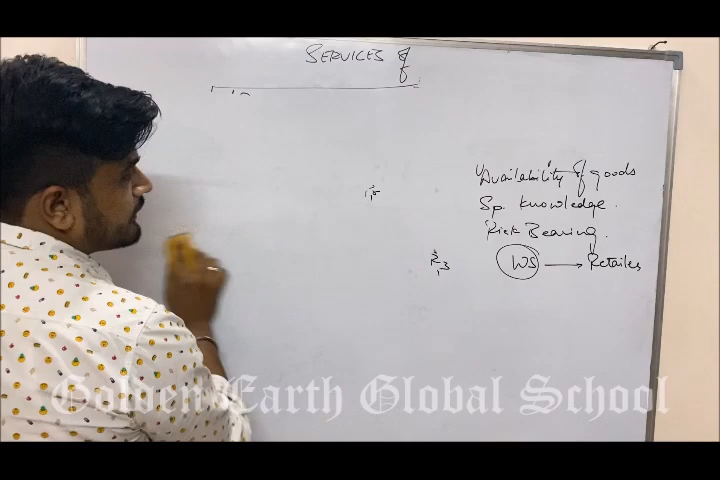 SERVICES of
Availability of goods
Sp. knowledge.
Risk Bearing
WS → Retailer
Golden Earth Global School